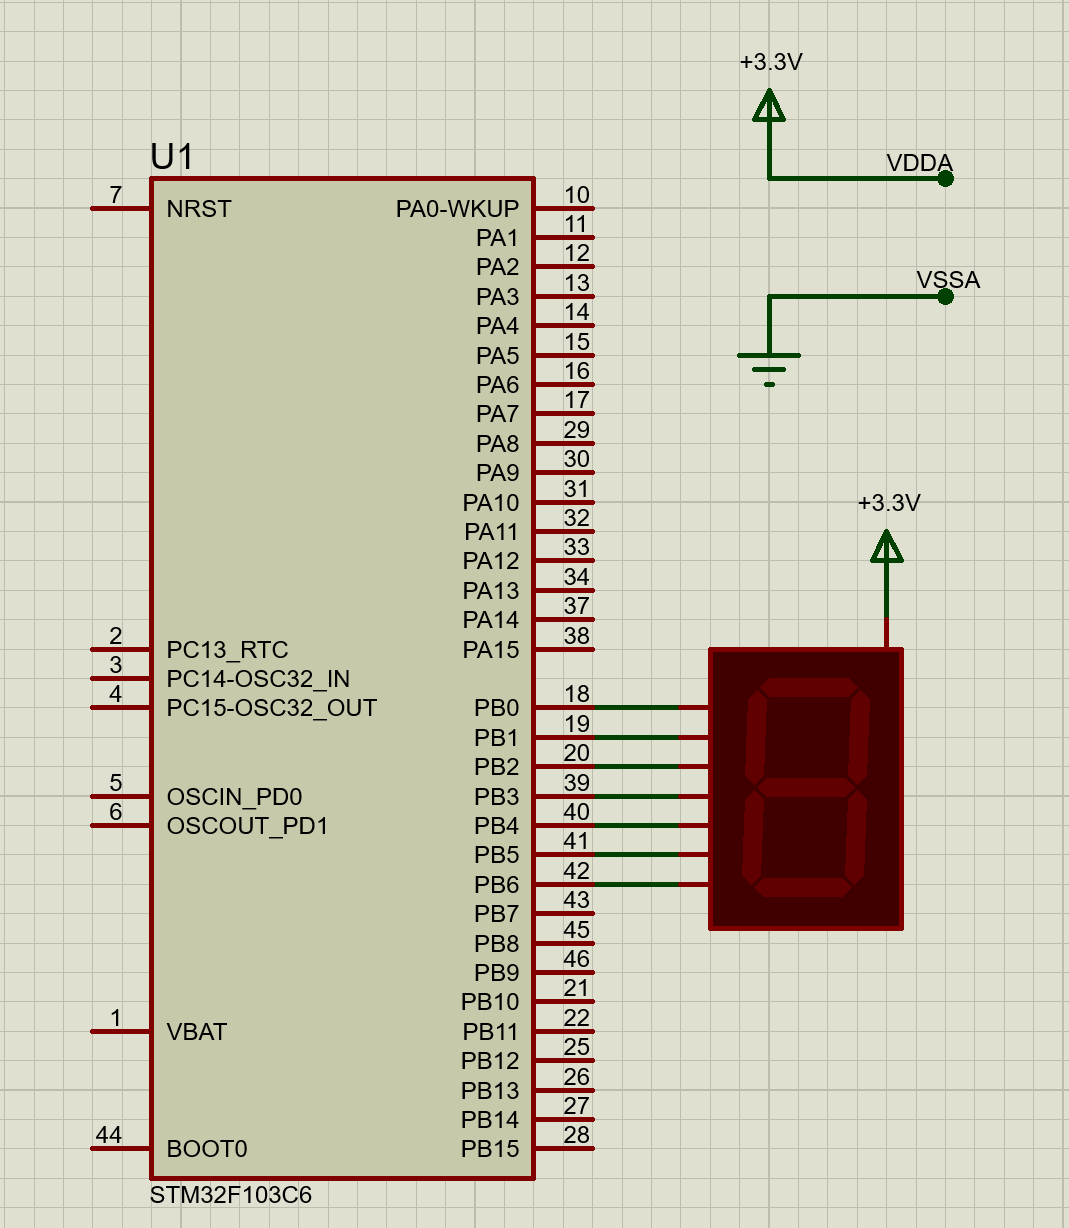 +3.3V
U1
VDDA
7 NRST PA0-WKUP 10
PA1 11
PA2 12
VSSA
PA3 13
PA4 14
PA5 15
PA6 16
PA7 17
PA8 29
PA9 30
+3.3V
PA10 31
PA11 32
PA12 33
PA13 34
PA14 37
2 PC13_RTC PA15 38
3 PC14-OSC32_IN
4 PC15-OSC32_OUT PB0 18
PB1 19
PB2 20
5 OSCIN_PD0 PB3 39
6 OSCOUT_PD1 PB4 40
PB5 41
PB6 42
PB7 43
PB8 45
PB9 46
PB10 21
1 VBAT PB11 22
PB12 25
PB13 26
PB14 27
44 BOOT0 PB15 28
STM32F103C6